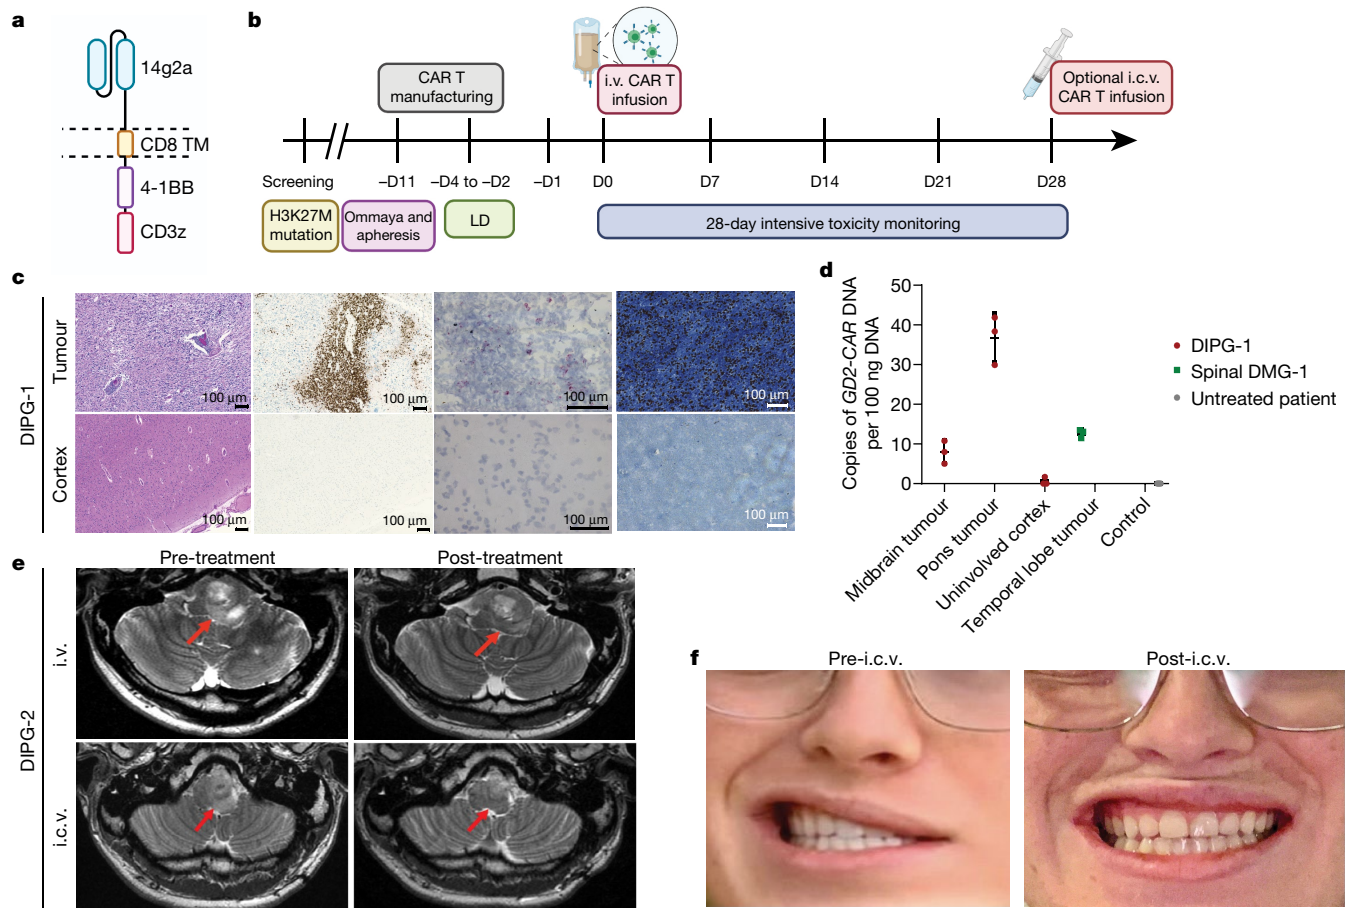 a
14g2a
CD8 TM
4-1BB
CD3z
b
CAR T
manufacturing
i.v. CAR T
infusion
Optional i.c.v.
CAR T infusion
Screening
–D11
–D4 to –D2
–D1
D0
D7
D14
D21
D28
H3K27M
mutation
Ommaya and
apheresis
LD
28-day intensive toxicity monitoring
c
DIPG-1
Tumour
100 μm
100 μm
100 μm
100 μm
Cortex
100 μm
100 μm
100 μm
100 μm
d
Copies of GD2-CAR DNA
per 100 ng DNA
50
40
30
20
10
0
Midbrain tumour
Pons tumour
Uninvolved cortex
Temporal lobe tumour
Control
DIPG-1
Spinal DMG-1
Untreated patient
e
Pre-treatment
Post-treatment
DIPG-2
i.v.
i.c.v.
f
Pre-i.c.v.
Post-i.c.v.